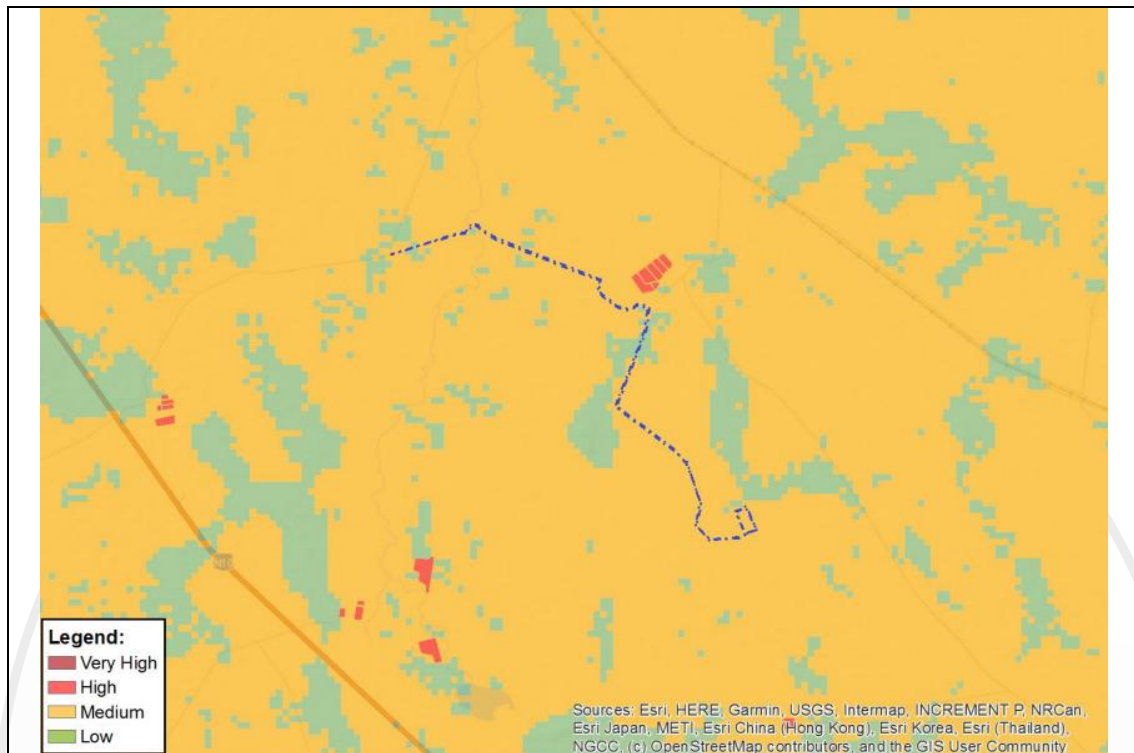 Legend:
Very High
High
Medium
Low
Sources: Esri, HERE, Garmin, USGS, Intermap, INCREMENT P, NRCan,
Esri Japan, METI, Esri China (Hong Kong), Esri Korea, Esri (Thailand),
NGCC, (c) OpenStreetMap contributors, and the GIS User Community